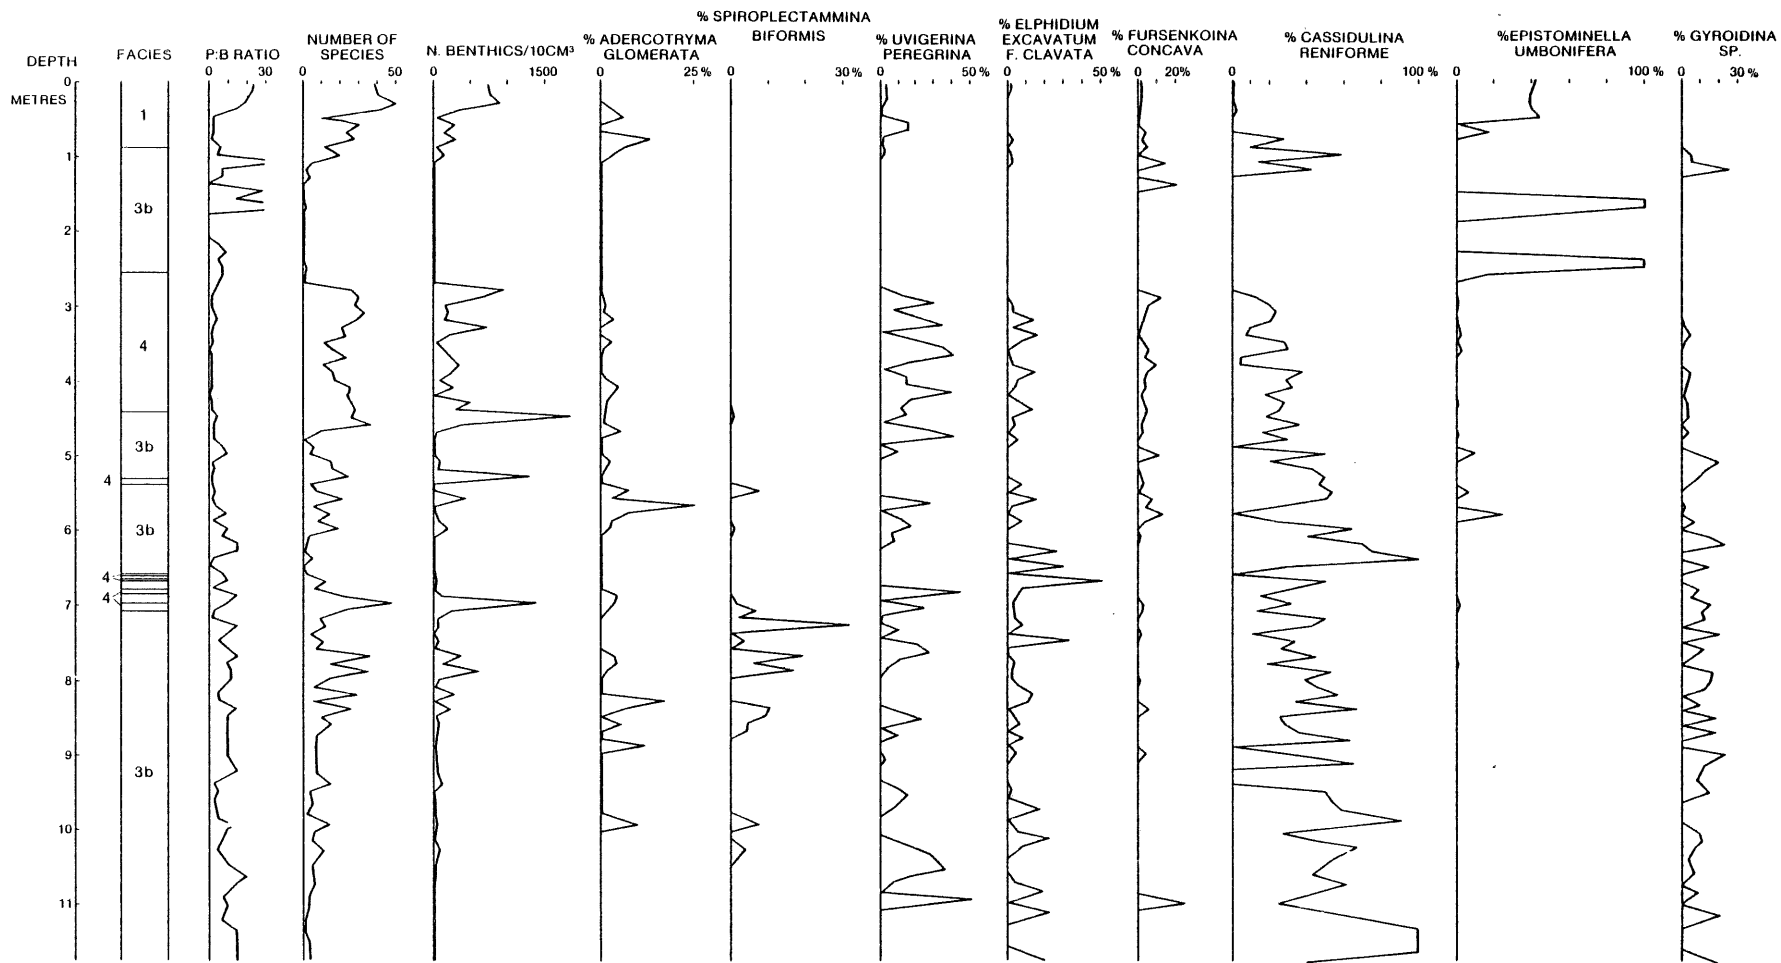 DEPTH
METRES
0
1
2
3
4
5
6
7
8
9
10
11
FACIES
1
3b
4
3b
4
3b
4
4
3b
P:B RATIO
0 30
NUMBER OF
SPECIES
0 50
N. BENTHICS/10CM³
0 1500
% ADERCOTRYMA
GLOMERATA
0 25 %
% SPIROPLECTAMMINA
BIFORMIS
0 30 %
% UVIGERINA
PEREGRINA
0 50 %
% ELPHIDIUM
EXCAVATUM
F. CLAVATA
0 50 %
% FURSENKOINA
CONCAVA
0 20%
% CASSIDULINA
RENIFORME
0 100 %
%EPISTOMINELLA
UMBONIFERA
0 100 %
% GYROIDINA
SP.
0 30 %